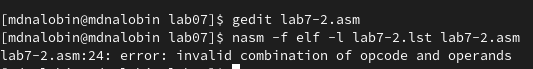 [mdnalobin@mdnalobin lab07]$ gedit lab7-2.asm
[mdnalobin@mdnalobin lab07]$ nasm -f elf -l lab7-2.lst lab7-2.asm
lab7-2.asm:24: error: invalid combination of opcode and operands